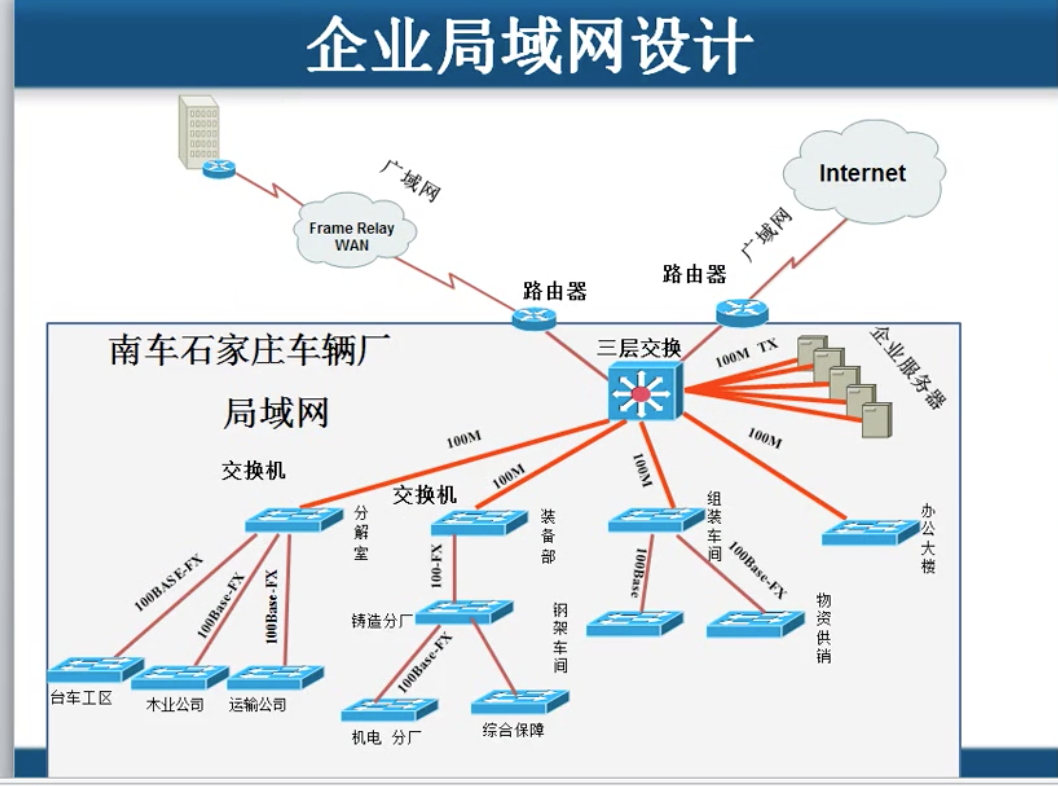 企业局域网设计
广域网
Internet
Frame Relay
WAN
广域网
路由器
路由器
南车石家庄车辆厂
局域网
三层交换
100M TX
企业服务器
100M
100M
100M
100M
交换机
交换机
分解室
装备部
组装车间
办公大楼
100BASE-FX
100Base-FX
100Base-FX
100-FX
100Base
100Base-FX
铸造分厂
钢架车间
物资供销
100Base-FX
台车工区
木业公司
运输公司
机电 分厂
综合保障